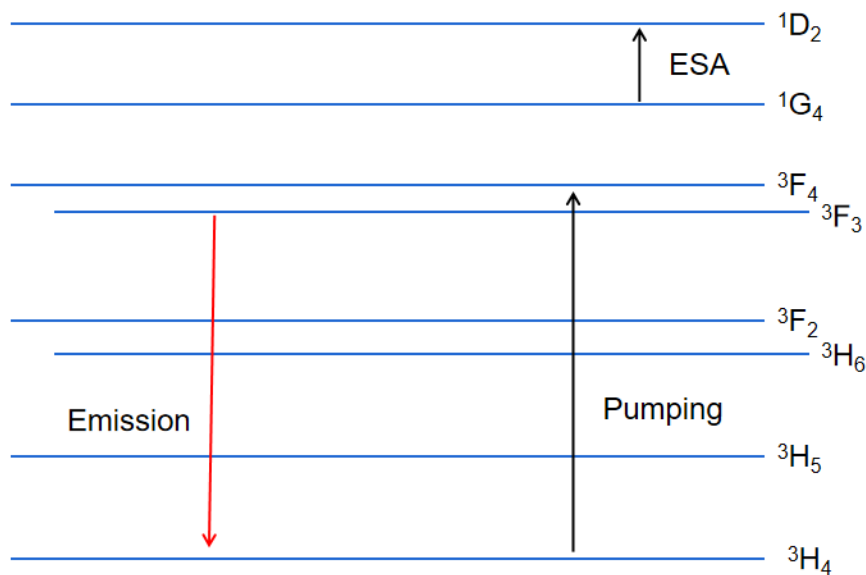 ¹D₂
ESA
¹G₄
³F₄
³F₃
³F₂
³H₆
Emission
Pumping
³H₅
³H₄